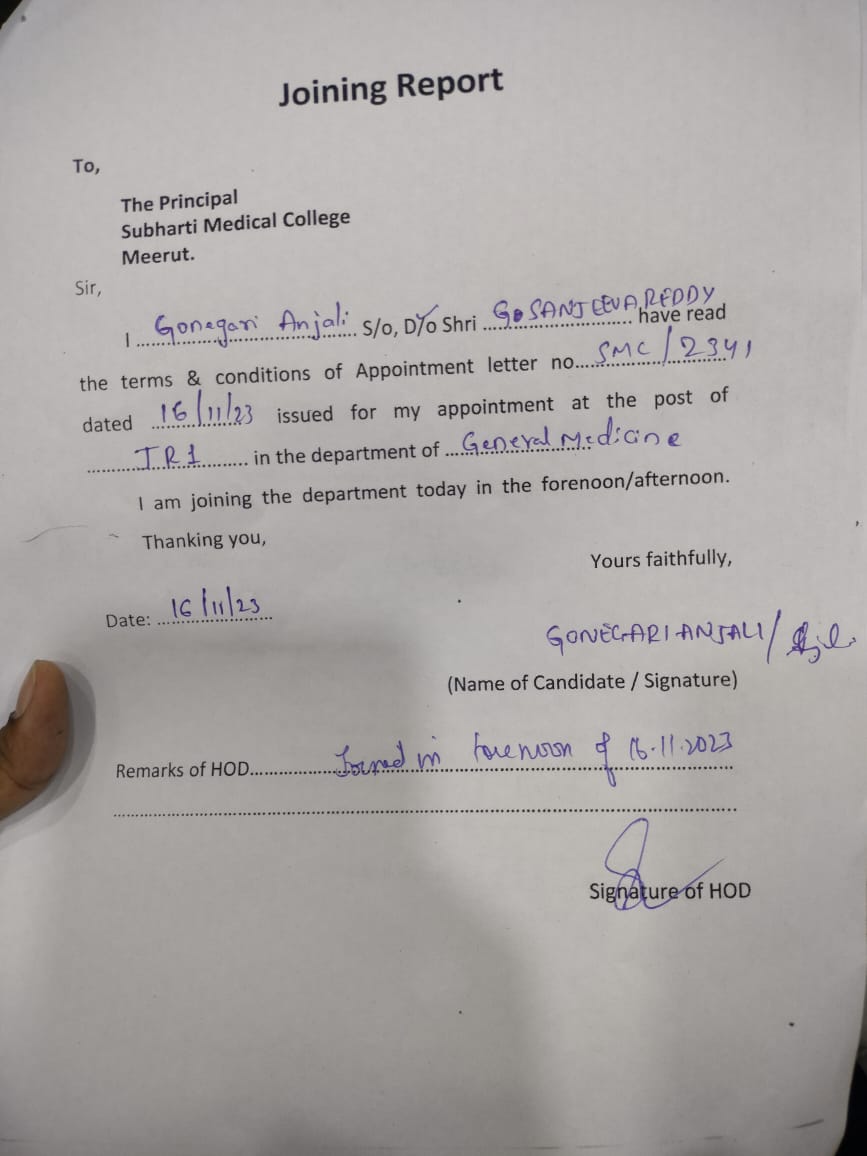 Joining Report
To,
The Principal
Subharti Medical College
Meerut.
Sir,
I ... Gonegari Anjali ... S/o, D/o Shri ... G. SANJEEVA REDDY ... have read
the terms & conditions of Appointment letter no.... SMC/2341
dated 16/11/23 issued for my appointment at the post of
... JR1 ... in the department of ... General Medicine
I am joining the department today in the forenoon/afternoon.
Thanking you,
Yours faithfully,
Date: 16/11/23
GONEGARI ANJALI/
(Name of Candidate / Signature)
Remarks of HOD... Joined in forenoon of 16.11.2023
Signature of HOD